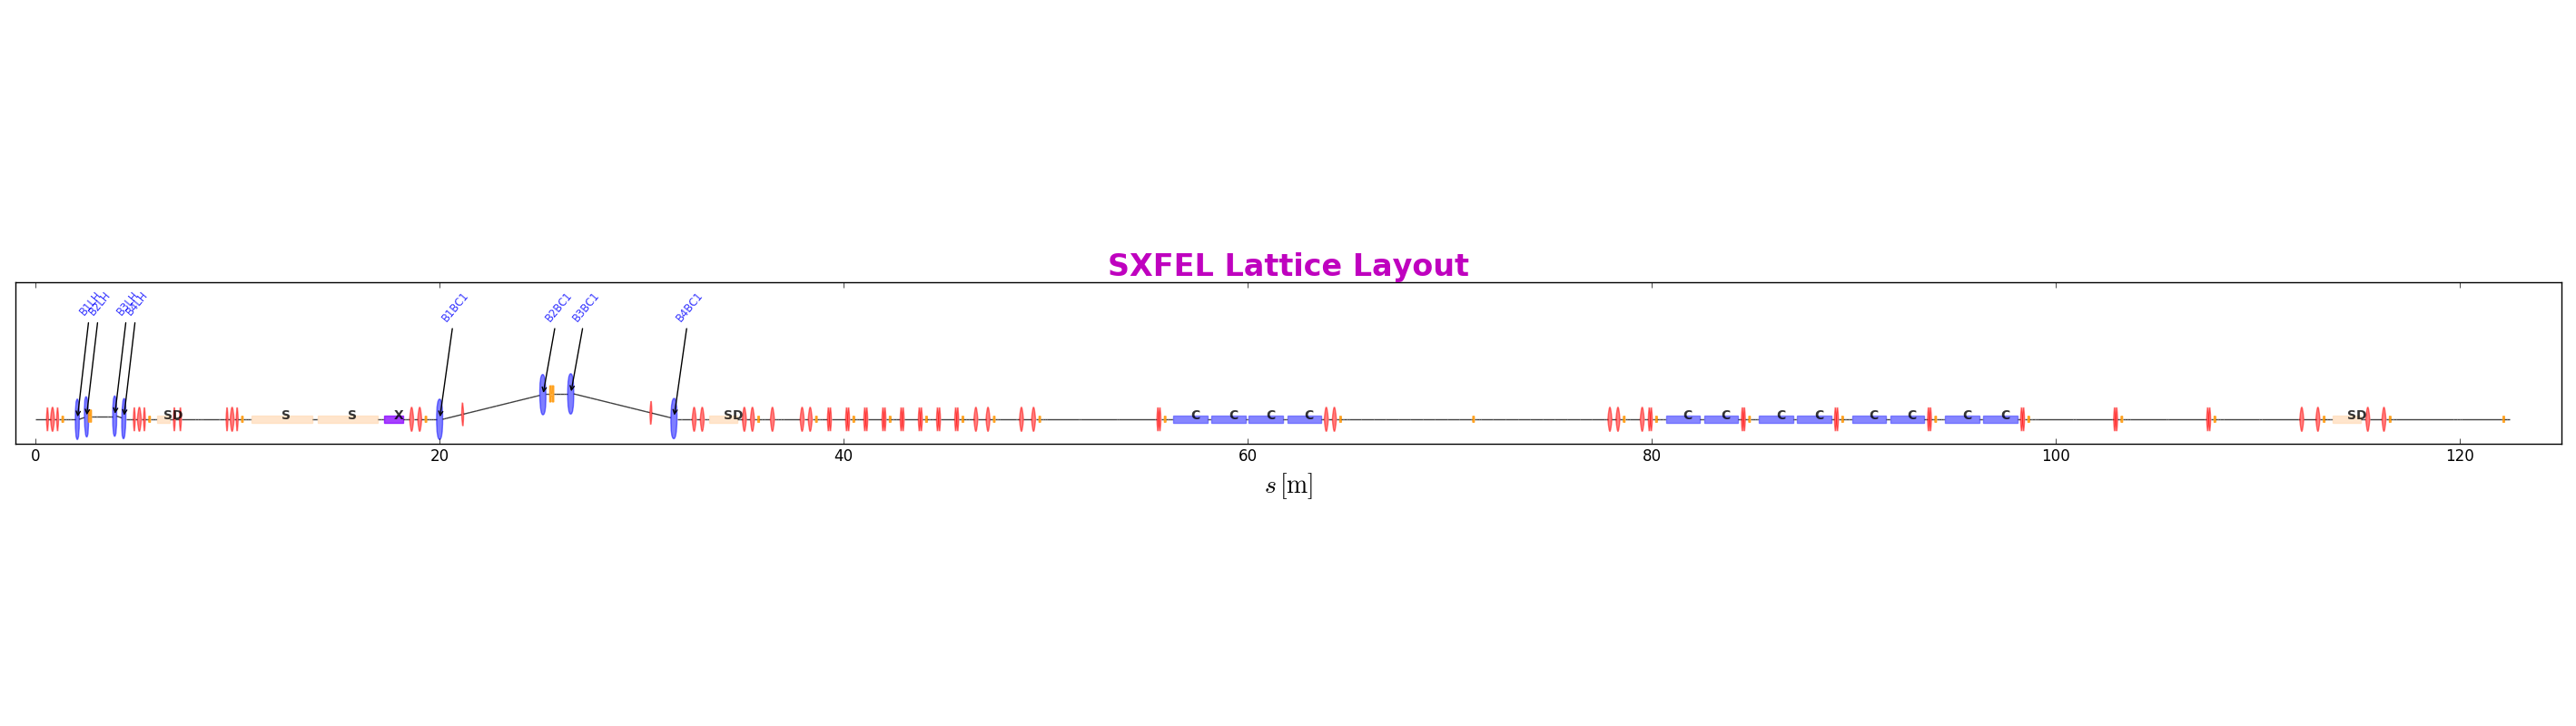 SXFEL Lattice Layout
B1LH B2LH B3LH B4LH B1BC1 B2BC1 B3BC1 B4BC1
SD S S X SD C C C C C C C C C C C C SD
0 20 40 60 80 100 120
s [m]